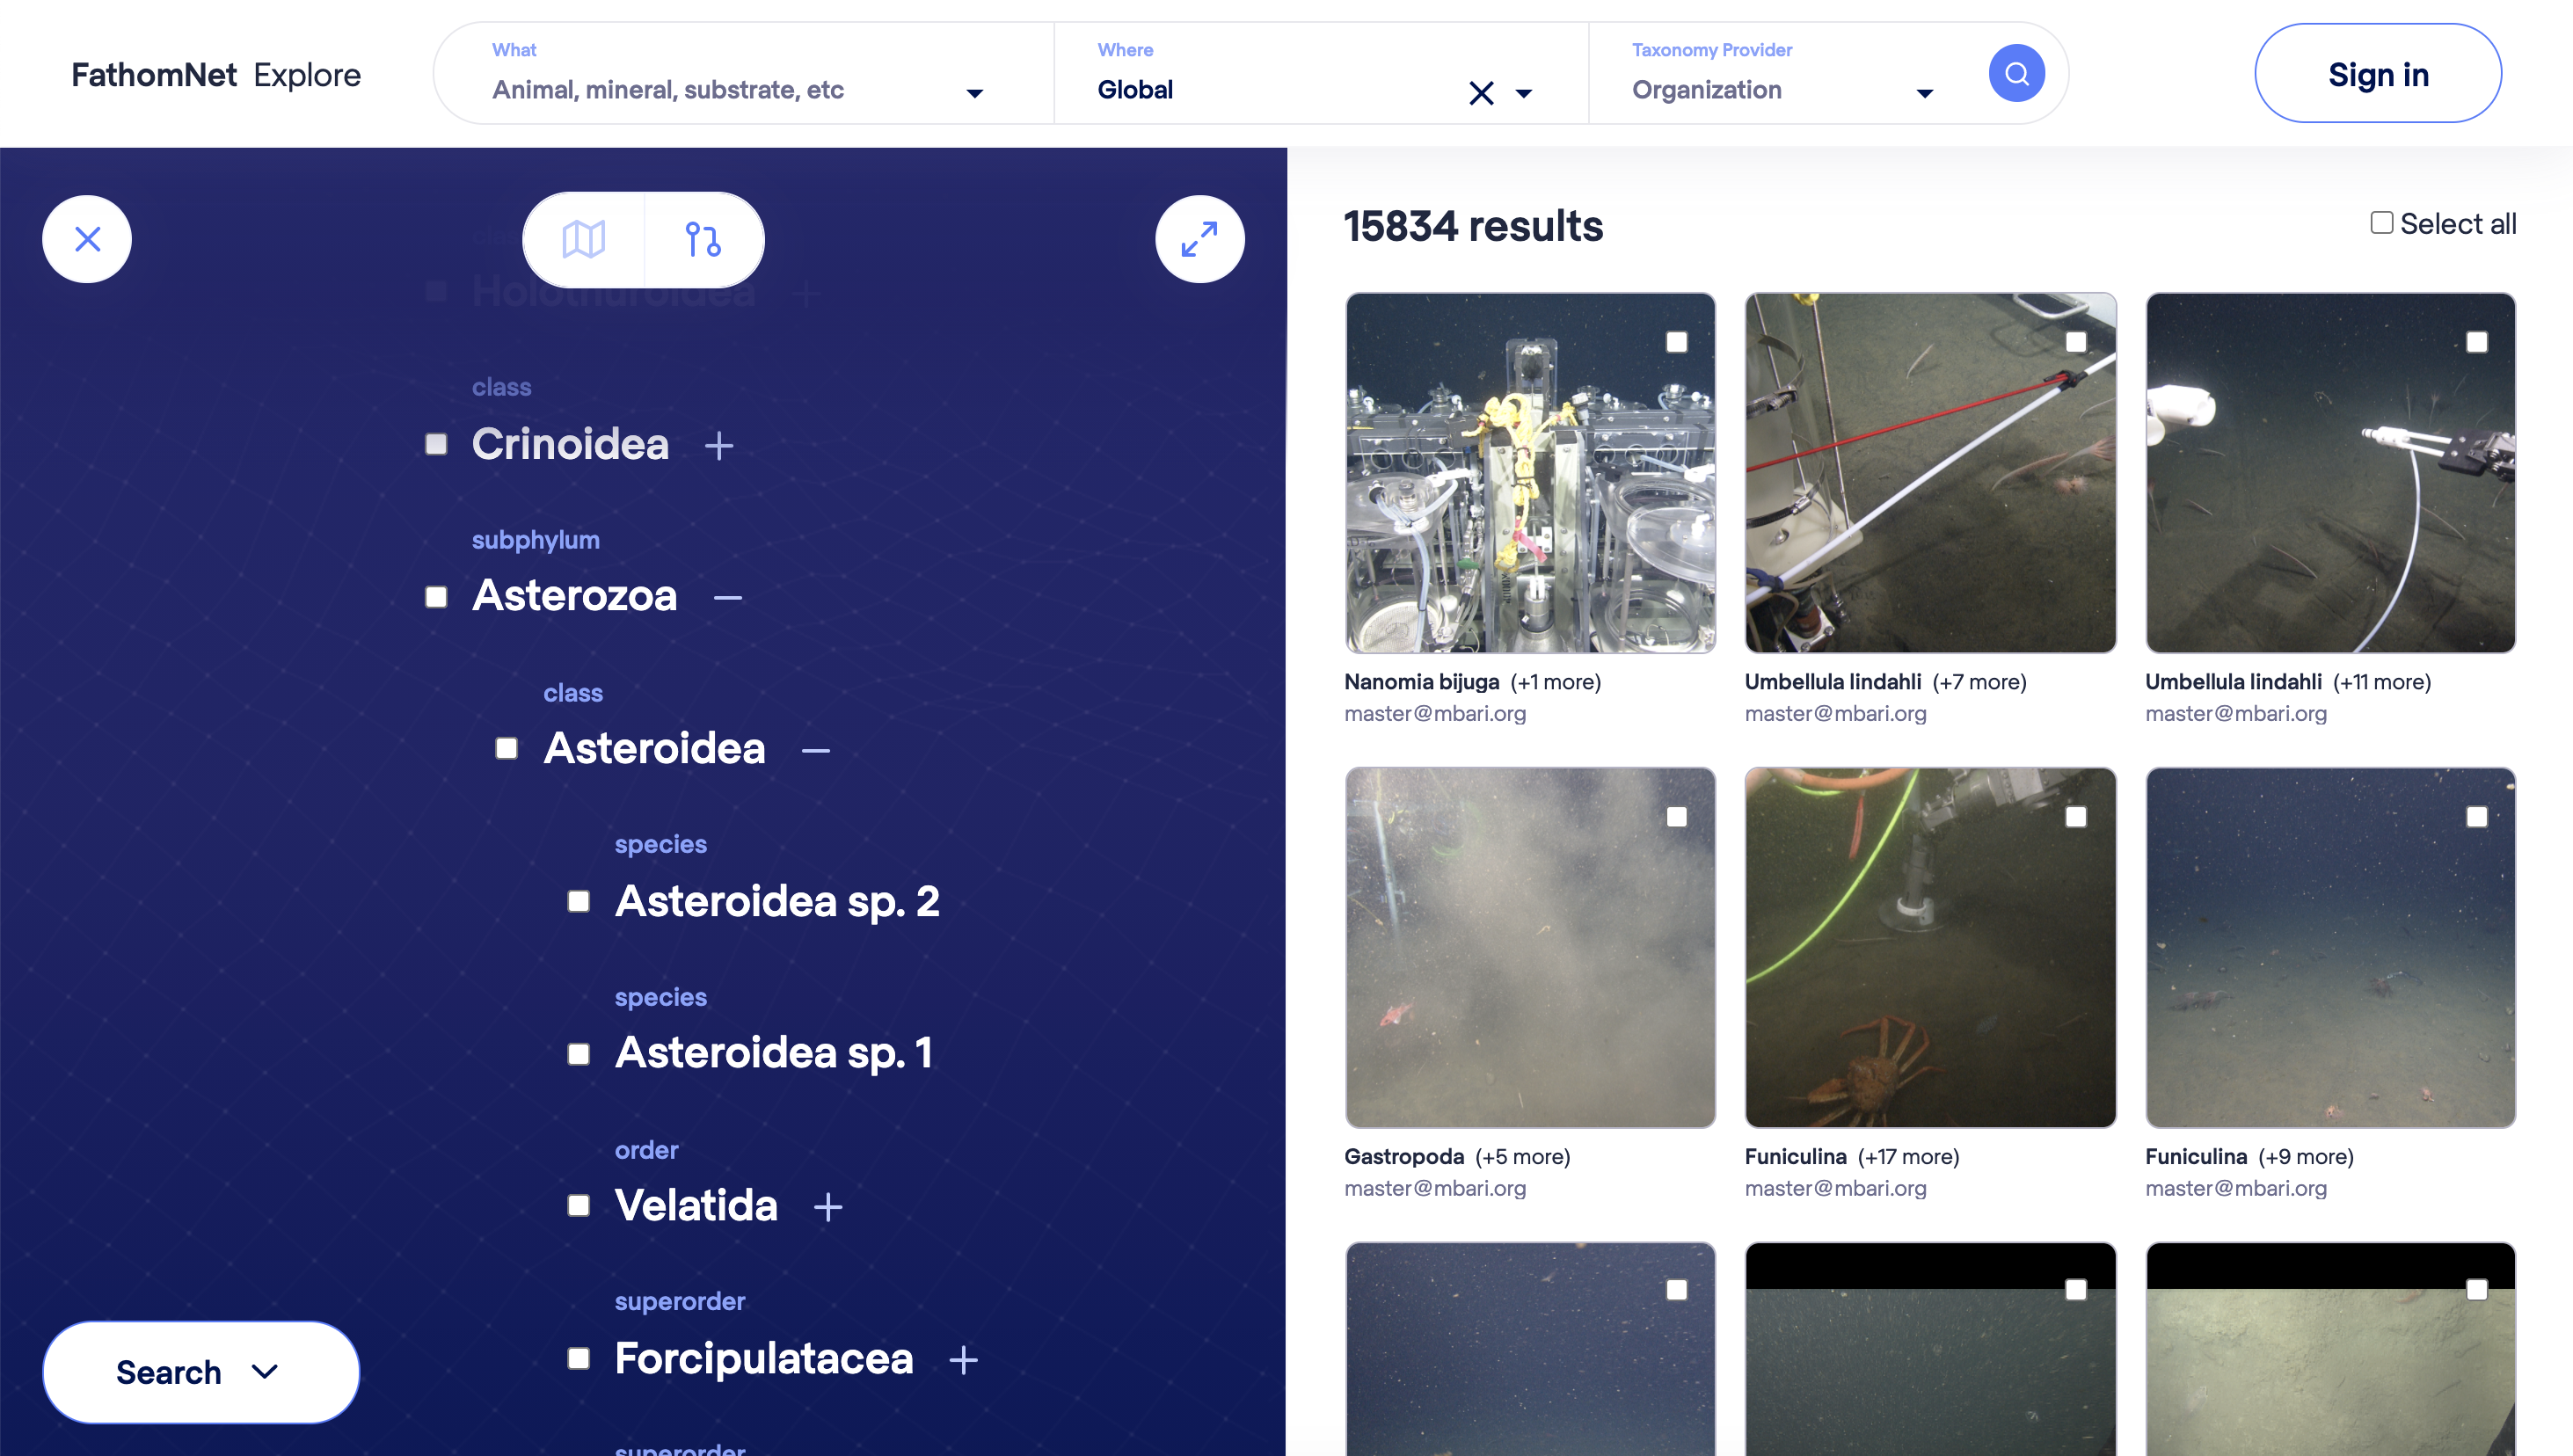 FathomNet Explore
What
Animal, mineral, substrate, etc
Where
Global
Taxonomy Provider
Organization
Sign in
class
Holothuroidea
class
Crinoidea
subphylum
Asterozoa
class
Asteroidea
species
Asteroidea sp. 2
species
Asteroidea sp. 1
order
Velatida
superorder
Forcipulatacea
superorder
Search
15834 results
Select all
Nanomia bijuga (+1 more)
master@mbari.org
Umbellula lindahli (+7 more)
master@mbari.org
Umbellula lindahli (+11 more)
master@mbari.org
Gastropoda (+5 more)
master@mbari.org
Funiculina (+17 more)
master@mbari.org
Funiculina (+9 more)
master@mbari.org